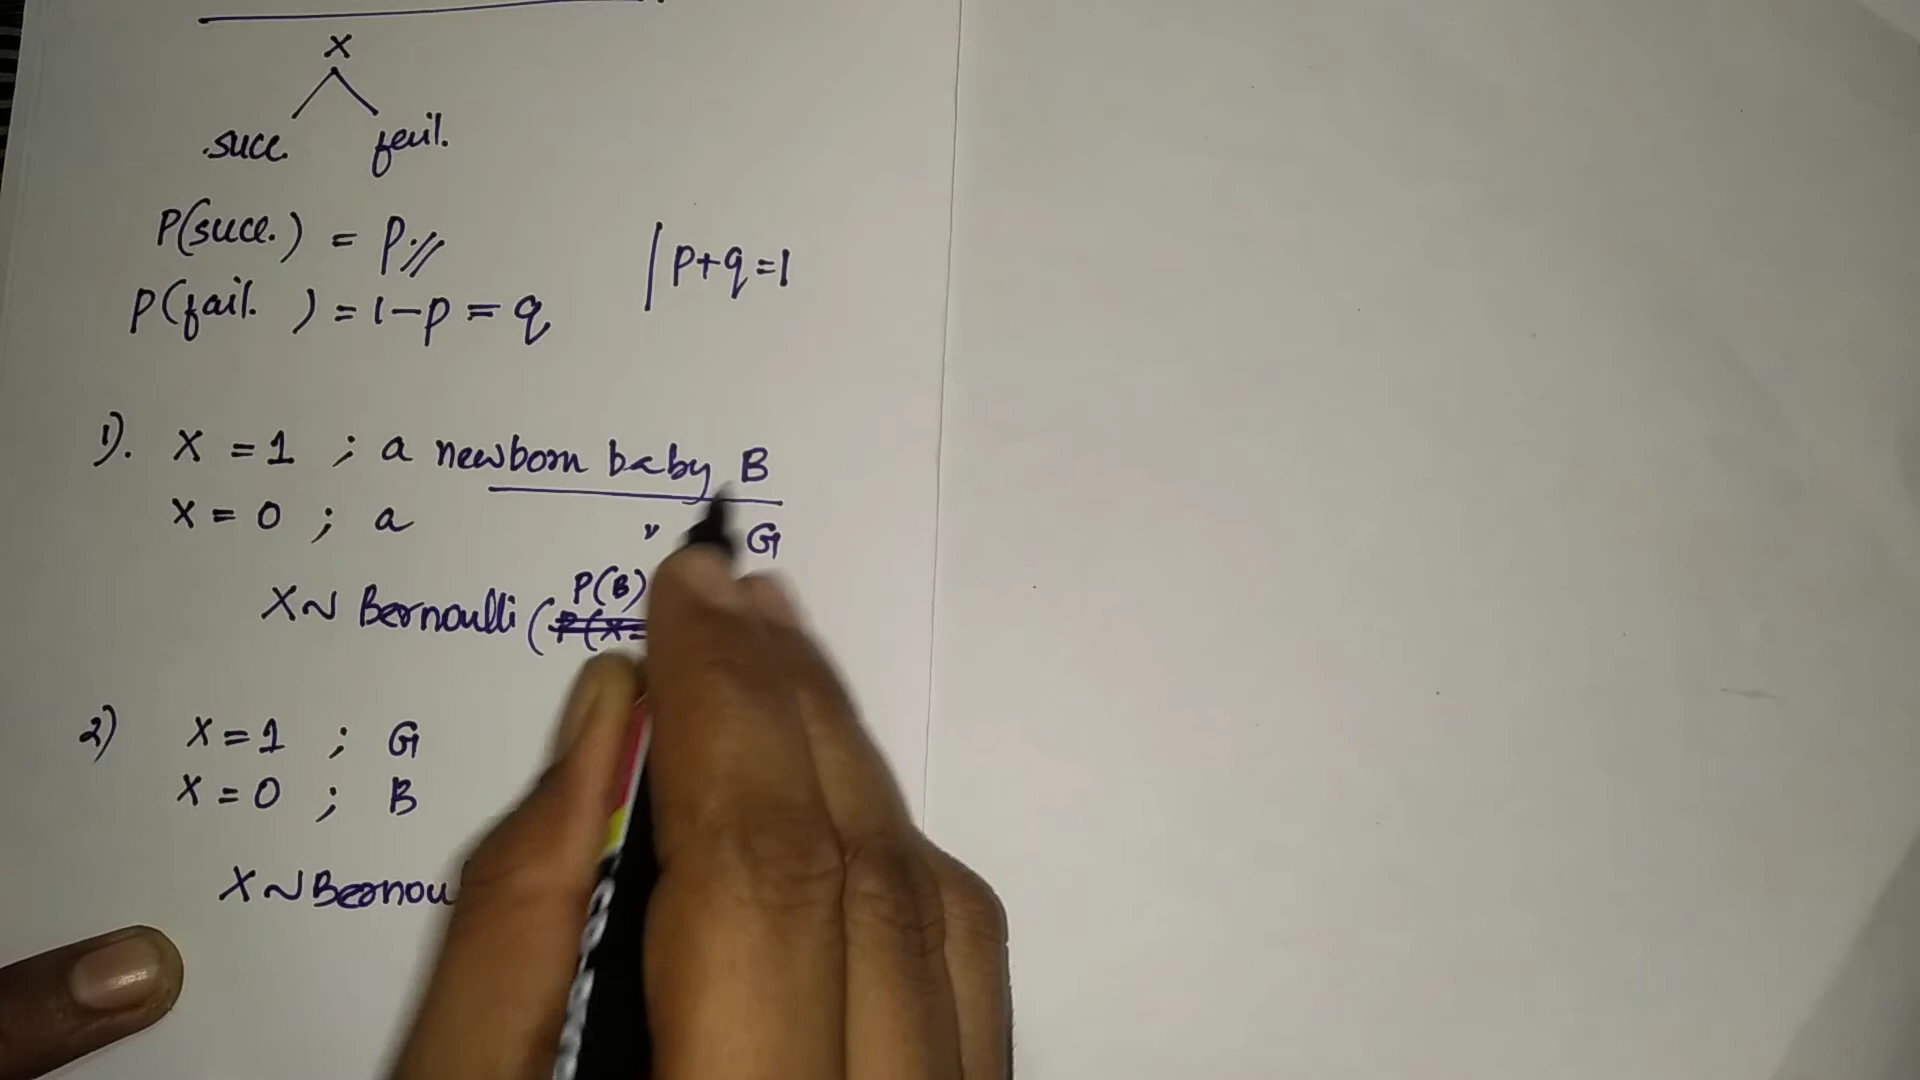 X
succ. fail.
P(succ.) = p.//
P(fail. ) = 1-p = q
p+q=1
1). X = 1 ; a newborn baby B
X = 0 ; a " G
X ~ Bernoulli (P(B)
2) X = 1 ; G
X = 0 ; B
X ~ Bernou